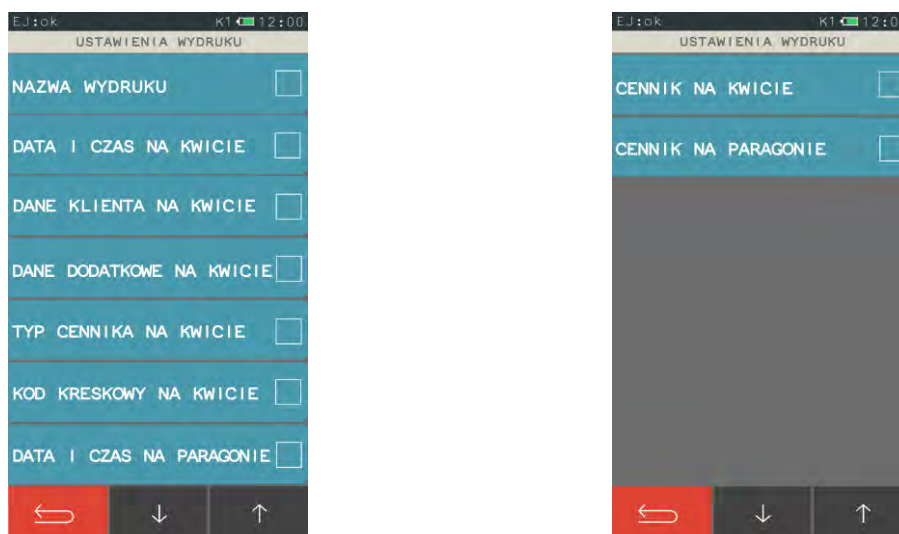 EJ:ok K1 12:00
USTAWIENIA WYDRUKU
NAZWA WYDRUKU
DATA I CZAS NA KWICIE
DANE KLIENTA NA KWICIE
DANE DODATKOWE NA KWICIE
TYP CENNIKA NA KWICIE
KOD KRESKOWY NA KWICIE
DATA I CZAS NA PARAGONIE
EJ:ok K1 12:0
USTAWIENIA WYDRUKU
CENNIK NA KWICIE
CENNIK NA PARAGONIE